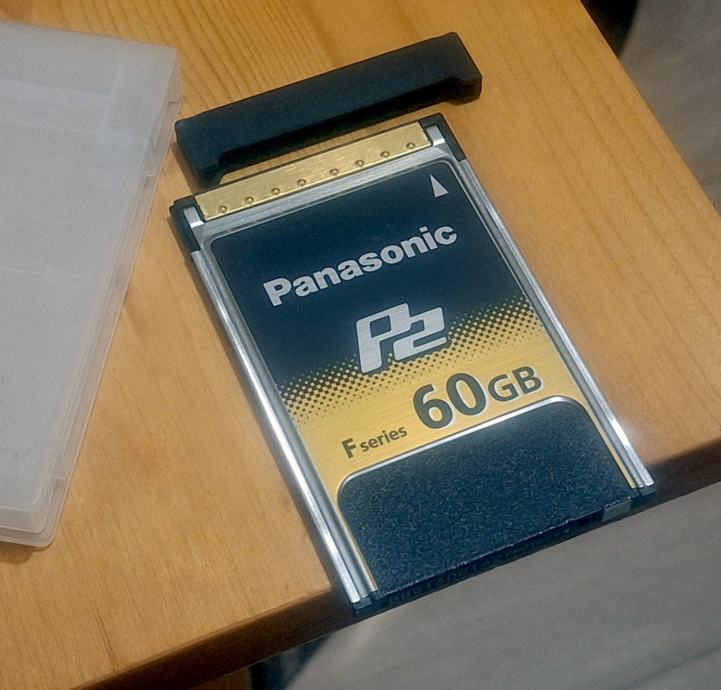 Panasonic
P2
F series 60GB